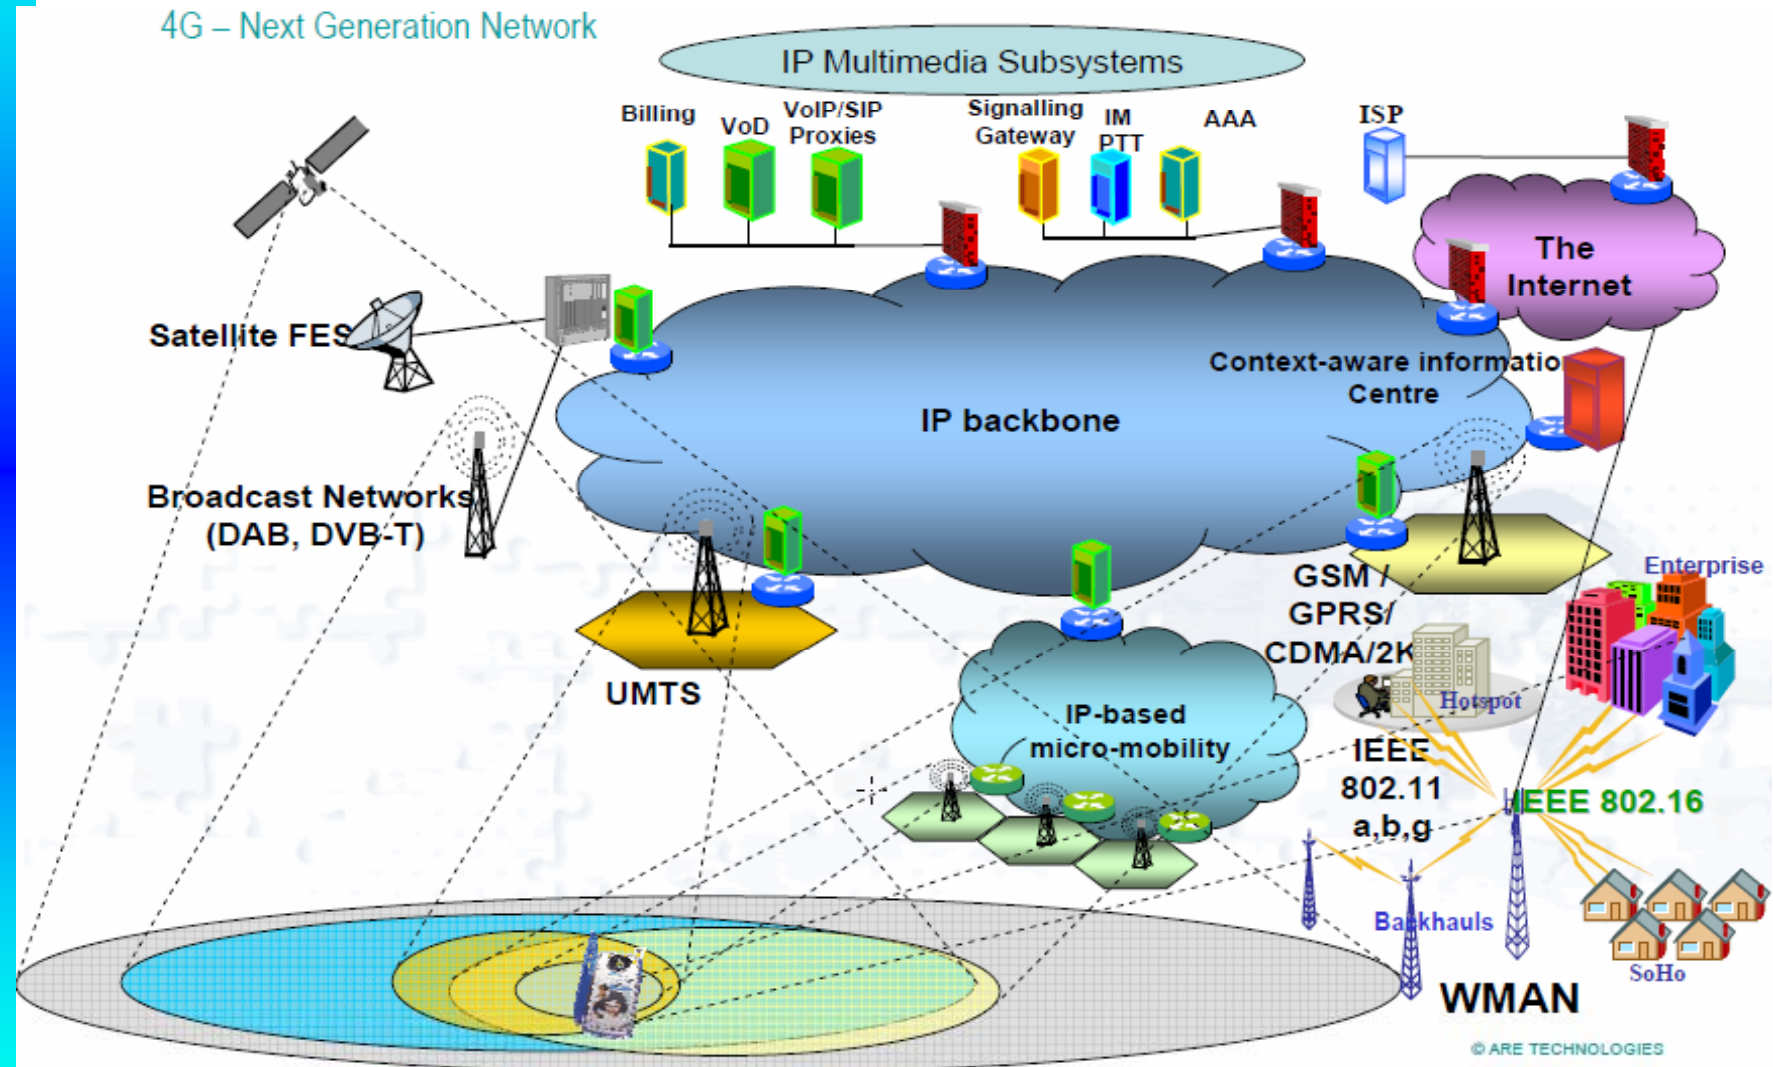 4G – Next Generation Network
IP Multimedia Subsystems
Billing
VoD
VoIP/SIP
Proxies
Signalling
Gateway
IM
PTT
AAA
ISP
The
Internet
Satellite FES
Context-aware information
Centre
IP backbone
Broadcast Networks
(DAB, DVB-T)
GSM /
GPRS/
CDMA/2K
Enterprise
UMTS
Hotspot
IP-based
micro-mobility
IEEE
802.11
a,b,g
IEEE 802.16
Backhauls
SoHo
WMAN
© ARE TECHNOLOGIES